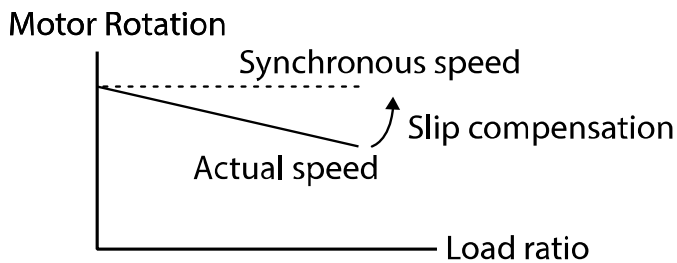 Motor Rotation
Synchronous speed
Slip compensation
Actual speed
Load ratio